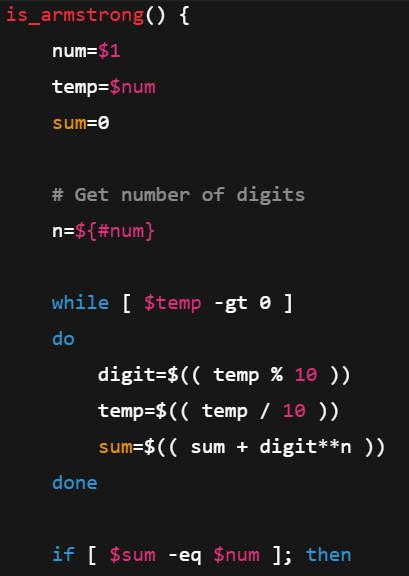 is_armstrong() {
    num=$1
    temp=$num
    sum=0
    # Get number of digits
    n=${#num}
    while [ $temp -gt 0 ]
    do
        digit=$(( temp % 10 ))
        temp=$(( temp / 10 ))
        sum=$(( sum + digit**n ))
    done
    if [ $sum -eq $num ]; then